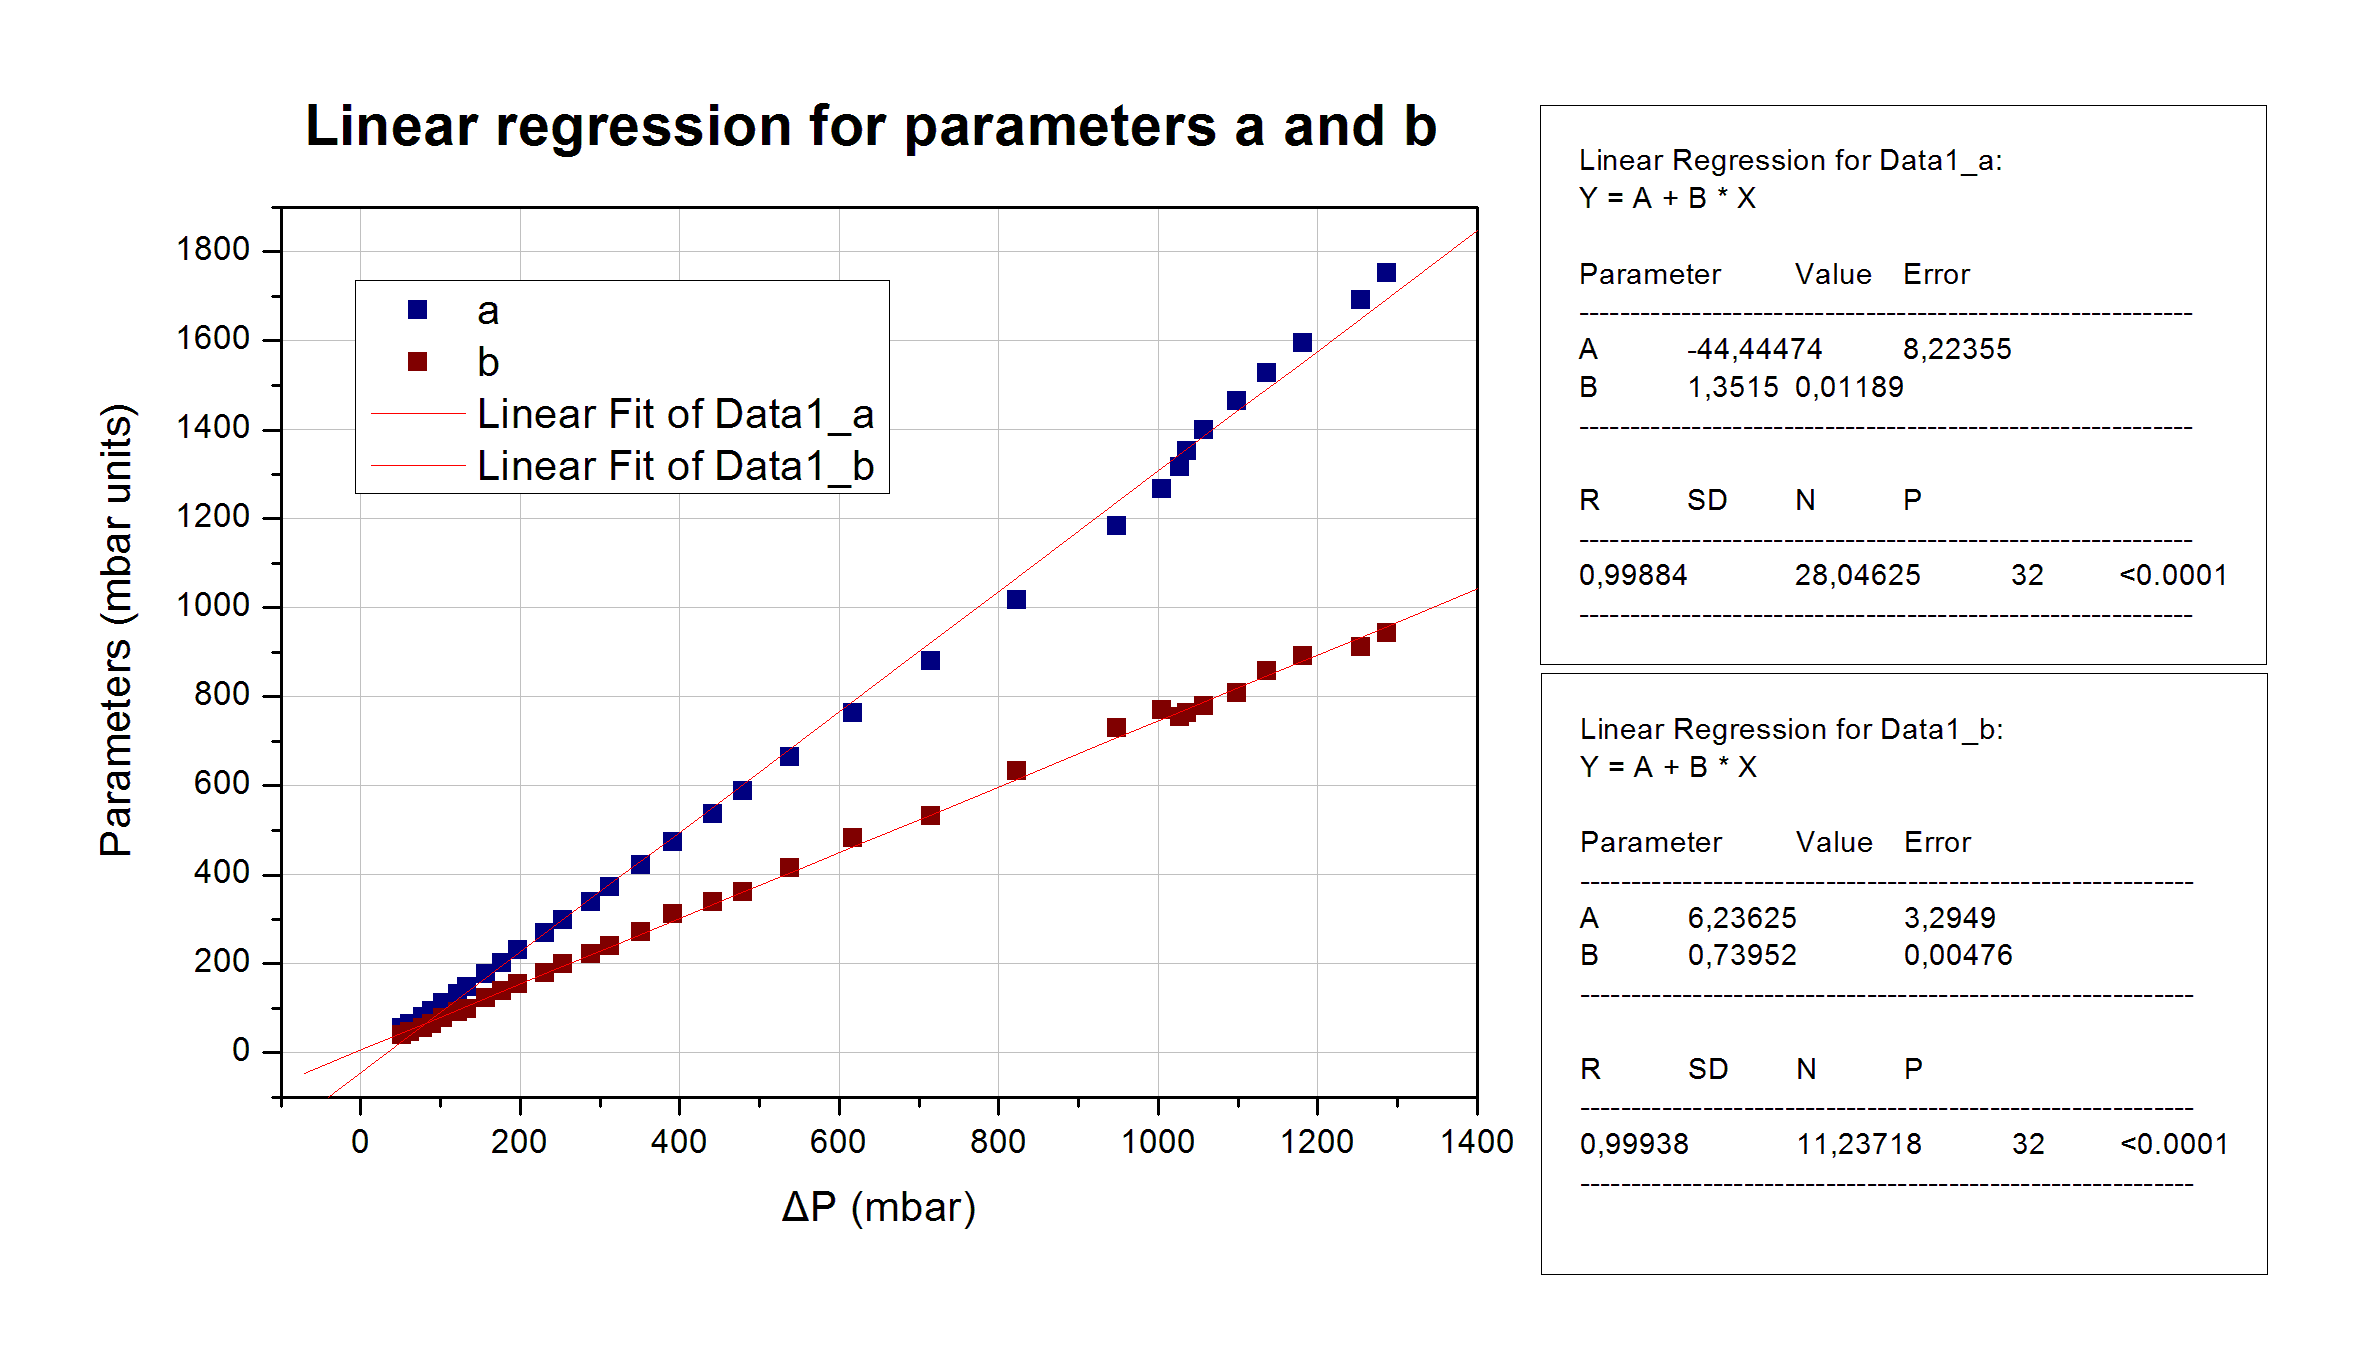 Linear regression for parameters a and b
Parameters (mbar units)
1800
1600
1400
1200
1000
800
600
400
200
0
a
b
Linear Fit of Data1_a
Linear Fit of Data1_b
0 200 400 600 800 1000 1200 1400
ΔP (mbar)
Linear Regression for Data1_a:
Y = A + B * X
Parameter Value Error
------------------------------------------------------------
A -44,44474 8,22355
B 1,3515 0,01189
------------------------------------------------------------
R SD N P
------------------------------------------------------------
0,99884 28,04625 32 <0.0001
------------------------------------------------------------
Linear Regression for Data1_b:
Y = A + B * X
Parameter Value Error
------------------------------------------------------------
A 6,23625 3,2949
B 0,73952 0,00476
------------------------------------------------------------
R SD N P
------------------------------------------------------------
0,99938 11,23718 32 <0.0001
------------------------------------------------------------